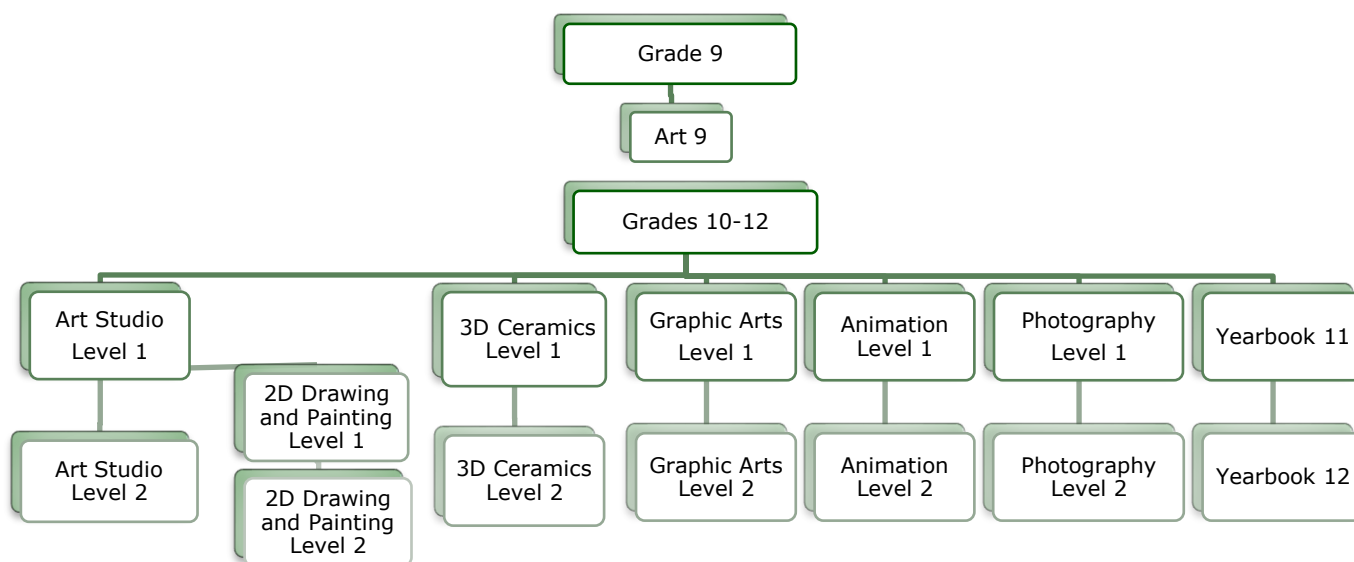 Grade 9
Art 9
Grades 10-12
Art Studio
Level 1
2D Drawing
and Painting
Level 1
2D Drawing
and Painting
Level 2
Art Studio
Level 2
3D Ceramics
Level 1
3D Ceramics
Level 2
Graphic Arts
Level 1
Graphic Arts
Level 2
Animation
Level 1
Animation
Level 2
Photography
Level 1
Photography
Level 2
Yearbook 11
Yearbook 12